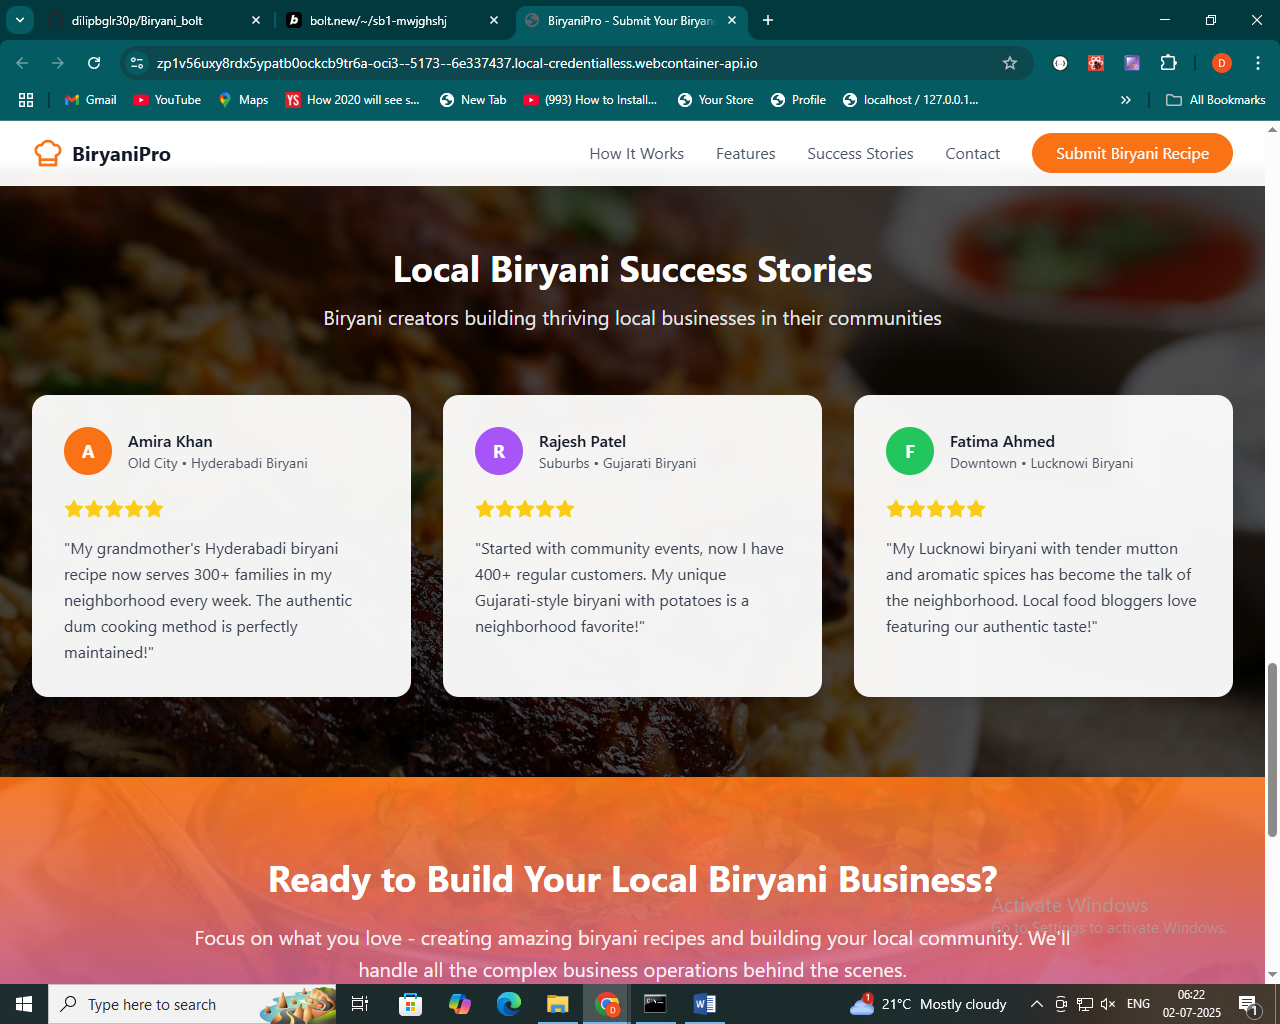 dilipbglr30p/Biryani_bolt
bolt.new/~/sb1-mwjghshj
BiryaniPro - Submit Your Biryan
zp1v56uxy8rdx5ypatb0ockcb9tr6a-oci3--5173--6e337437.local-credentialless.webcontainer-api.io
D
Gmail
YouTube
Maps
YS
How 2020 will see s...
New Tab
(993) How to Install...
Your Store
Profile
localhost / 127.0.0.1...
All Bookmarks
BiryaniPro
How It Works
Features
Success Stories
Contact
Submit Biryani Recipe
Local Biryani Success Stories
Biryani creators building thriving local businesses in their communities
A
Amira Khan
Old City • Hyderabadi Biryani
"My grandmother's Hyderabadi biryani
recipe now serves 300+ families in my
neighborhood every week. The authentic
dum cooking method is perfectly
maintained!"
R
Rajesh Patel
Suburbs • Gujarati Biryani
"Started with community events, now I have
400+ regular customers. My unique
Gujarati-style biryani with potatoes is a
neighborhood favorite!"
F
Fatima Ahmed
Downtown • Lucknowi Biryani
"My Lucknowi biryani with tender mutton
and aromatic spices has become the talk of
the neighborhood. Local food bloggers love
featuring our authentic taste!"
Ready to Build Your Local Biryani Business?
Focus on what you love - creating amazing biryani recipes and building your local community. We'll
handle all the complex business operations behind the scenes.
Activate Windows
Go to Settings to activate Windows.
Type here to search
1
21°C Mostly cloudy
ENG
06:22
02-07-2025
1